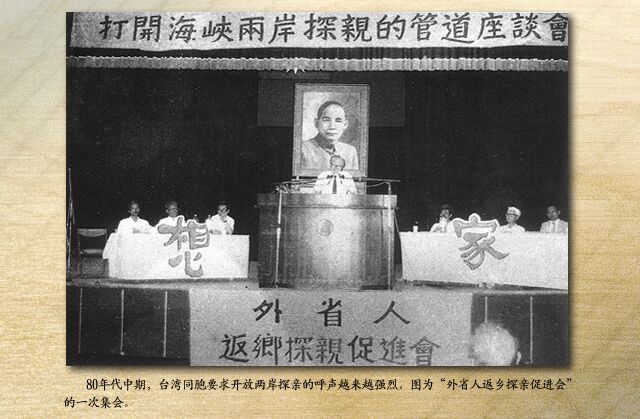 打開海峽兩岸探親的管道座談會
想 家
外省人
返鄉探親促進會
80年代中期，台湾同胞要求开放两岸探亲的呼声越来越强烈。图为“外省人返乡探亲促进会”
的一次集会。